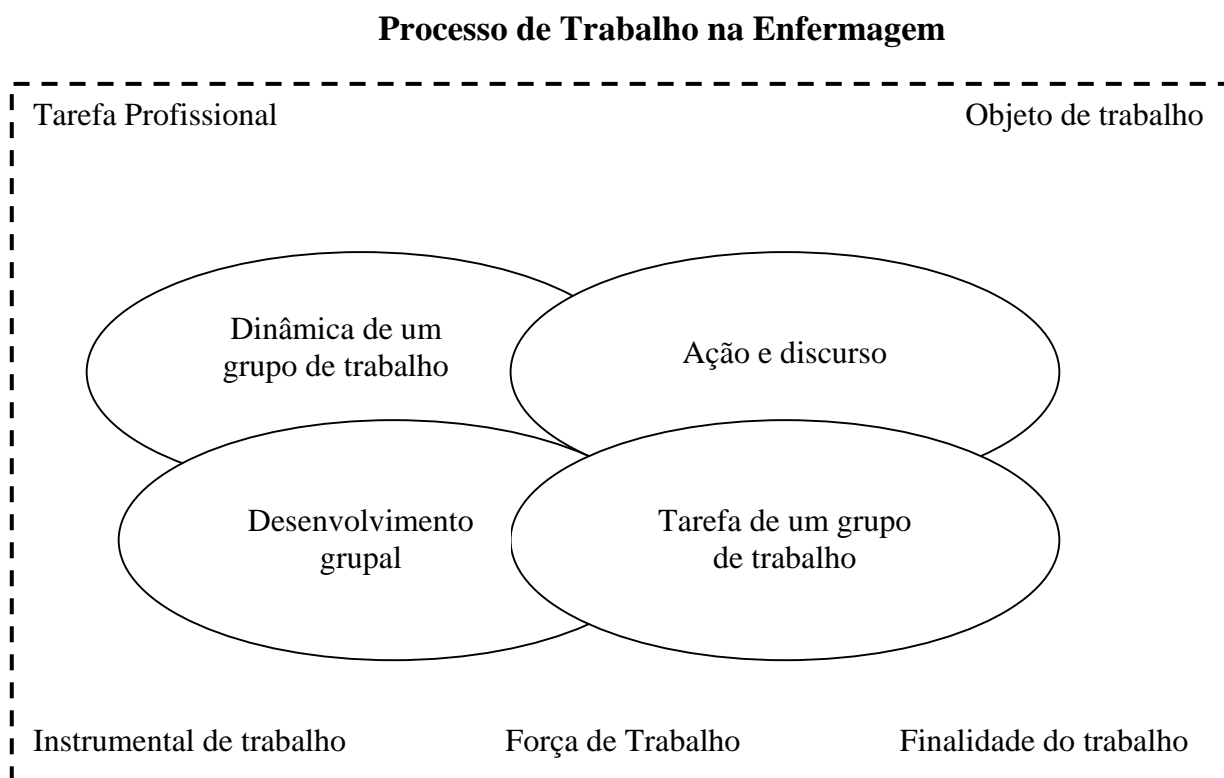 Processo de Trabalho na Enfermagem
Tarefa Profissional
Objeto de trabalho
Dinâmica de um
grupo de trabalho
Ação e discurso
Desenvolvimento
grupal
Tarefa de um grupo
de trabalho
Instrumental de trabalho
Força de Trabalho
Finalidade do trabalho